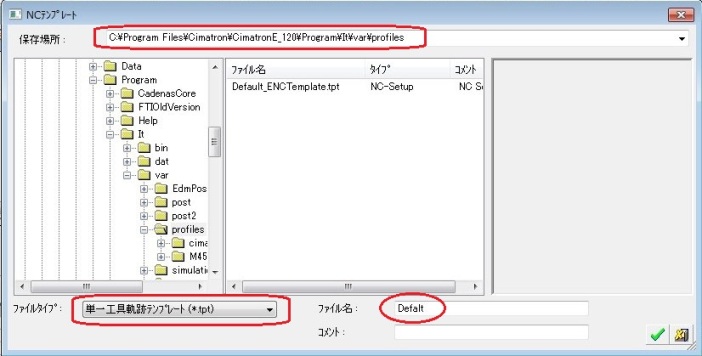 NCﾃﾝﾌﾟﾚｰﾄ
保存場所：
C:¥Program Files¥Cimatron¥CimatronE_120¥Program¥It¥var¥profiles
Data
Program
CadenasCore
FTIOldVersion
Help
It
bin
dat
var
EdmPos
post
post2
profiles
cima
M45
simulati
ファイル名 ﾀｲﾌﾟ ｺﾒﾝﾄ
Default_ENCTemplate.tpt NC-Setup NC S
ファイルﾀｲﾌﾟ：
単一工具軌跡ﾃﾝﾌﾟﾚｰﾄ (*.tpt)
ファイル名：
Defalt
ｺﾒﾝﾄ：